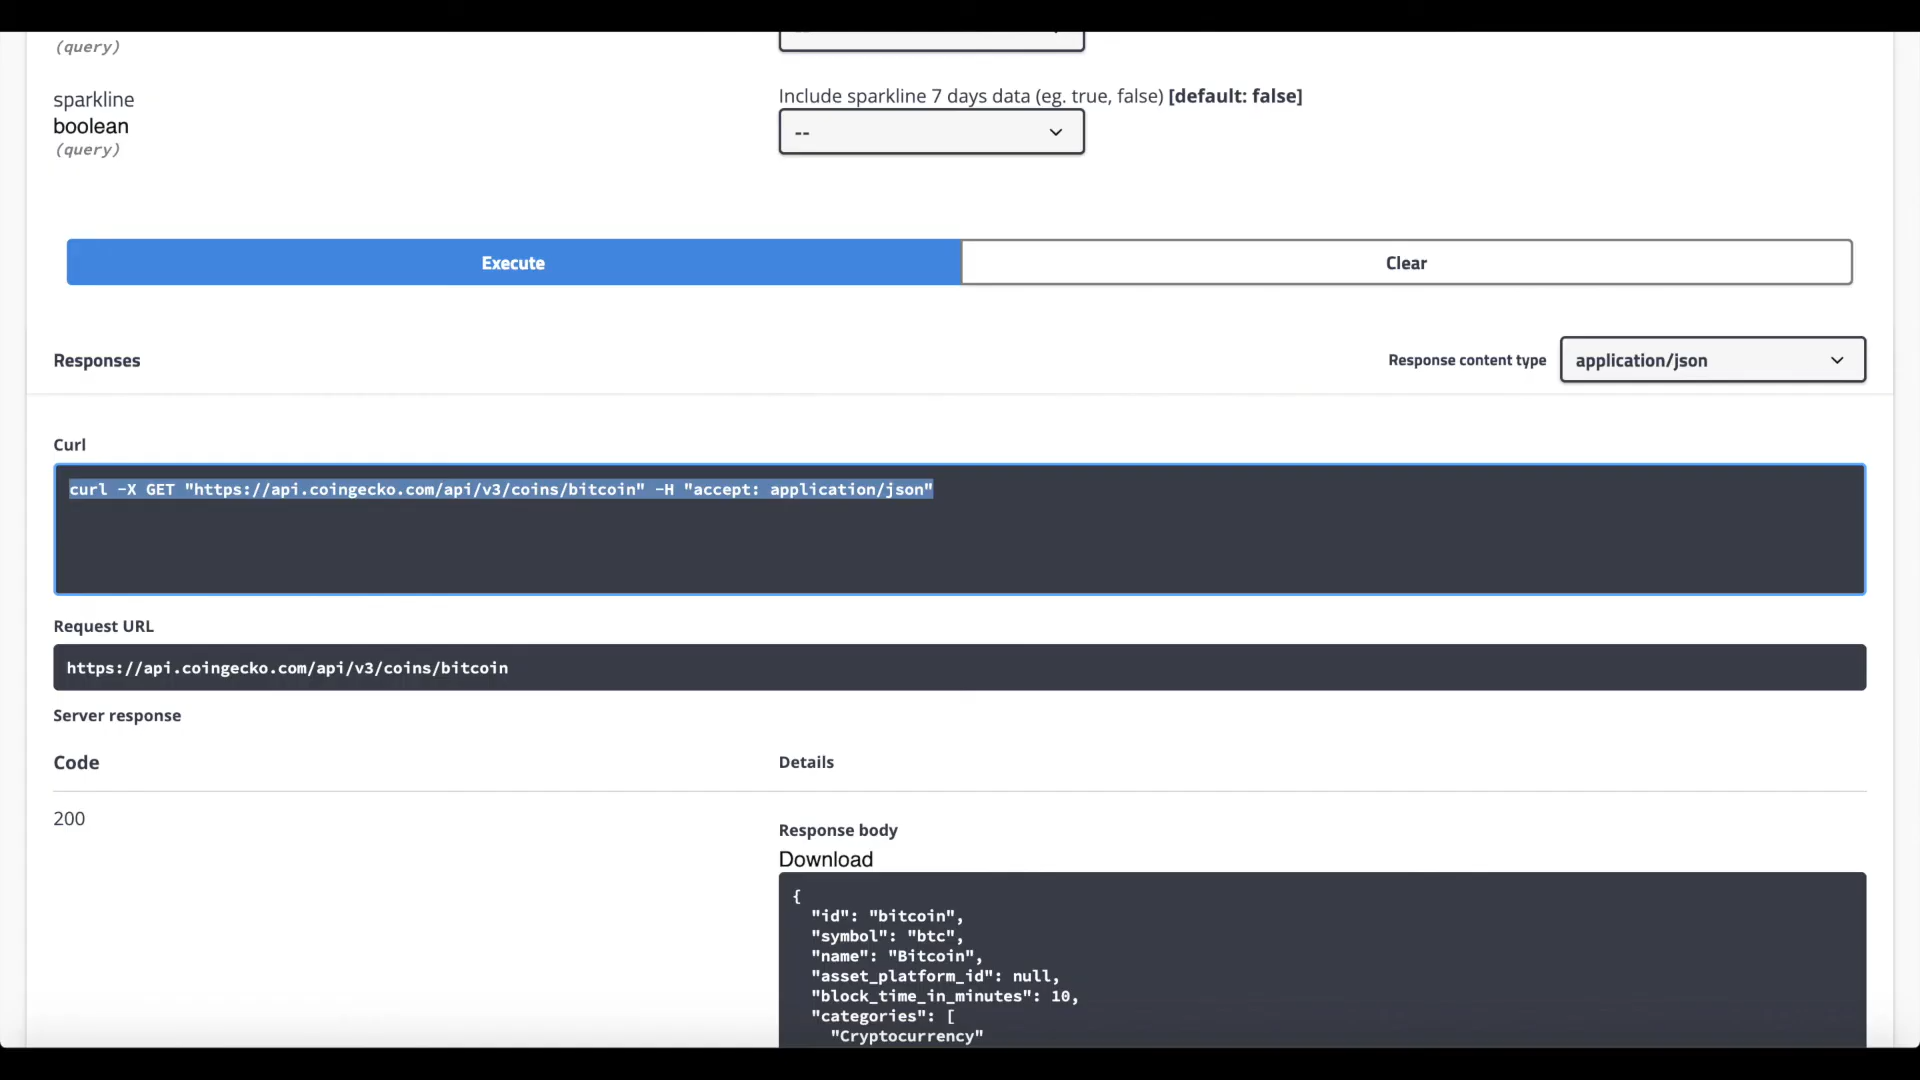 (query)
sparkline
boolean
(query)
Include sparkline 7 days data (eg. true, false) [default: false]
--
Execute
Clear
Responses
Response content type
application/json
Curl
curl -X GET "https://api.coingecko.com/api/v3/coins/bitcoin" -H "accept: application/json"
Request URL
https://api.coingecko.com/api/v3/coins/bitcoin
Server response
Code
Details
200
Response body
Download
{
"id": "bitcoin",
"symbol": "btc",
"name": "Bitcoin",
"asset_platform_id": null,
"block_time_in_minutes": 10,
"categories": [
"Cryptocurrency"